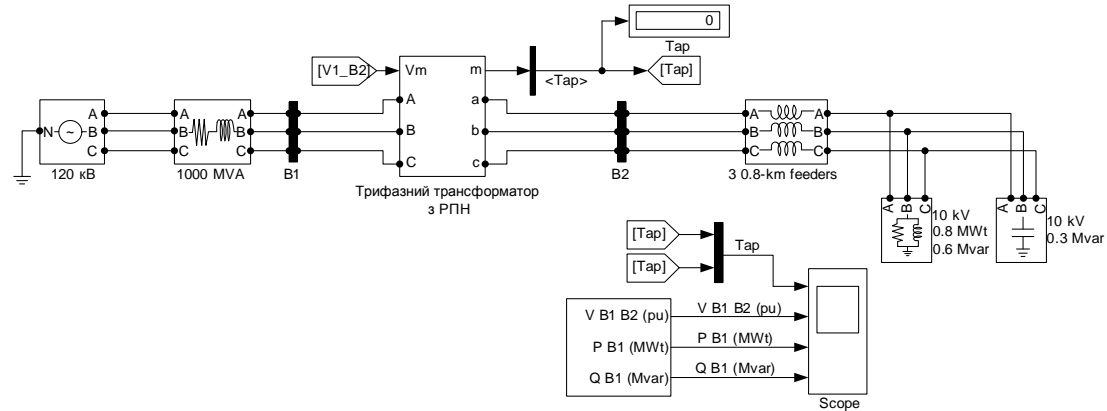 0
Tap
[V1_B2]
Vm
m
<Tap>
[Tap]
A
B
C
a
b
c
N
~
A
B
C
120 кВ
A
B
C
A
B
C
1000 MVA
B1
Трифазний трансформатор
з РПН
B2
A
B
C
A
B
C
3 0.8-km feeders
A
B
C
10 kV
0.8 MWt
0.6 Mvar
A
B
C
10 kV
0.3 Mvar
[Tap]
[Tap]
Tap
V B1 B2 (pu)
V B1 B2 (pu)
P B1 (MWt)
P B1 (MWt)
Q B1 (Mvar)
Q B1 (Mvar)
Scope